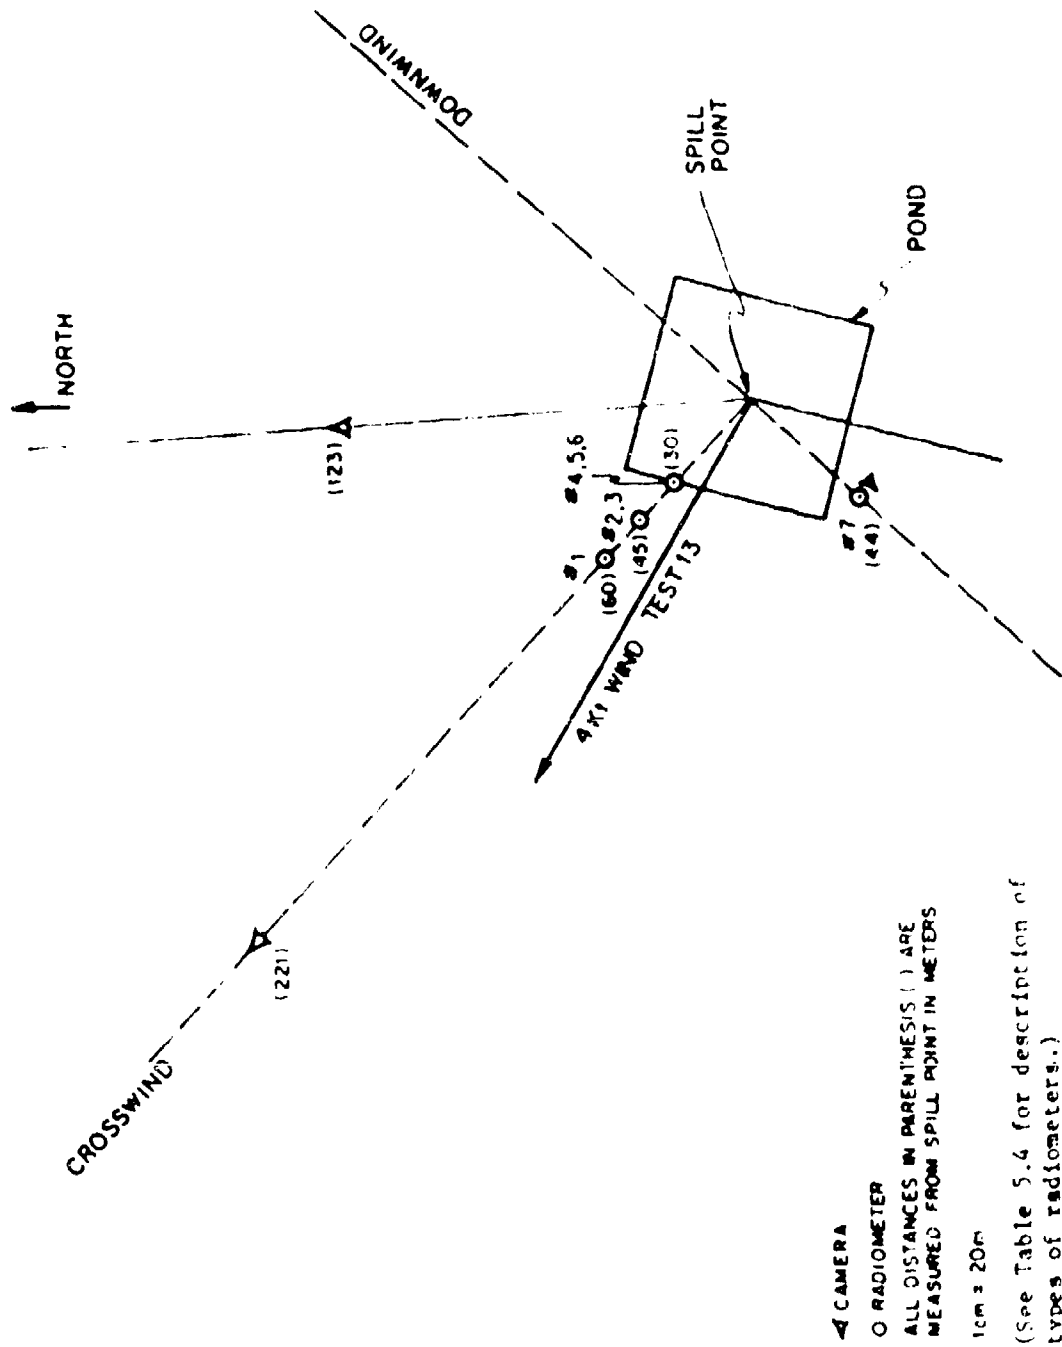 NORTH
DOWNWIND
(123)
SPILL
POINT
#4,5,6
(30)
#2,3
(45)
#1
(60)
POND
4 Kt WIND TEST 13
#7
(44)
(221)
CROSSWIND
CAMERA
O RADIOMETER
ALL DISTANCES IN PARENTHESIS ( ) ARE
MEASURED FROM SPILL POINT IN METERS
1cm = 20m
(See Table 5.4 for description of
types of radiometers.)